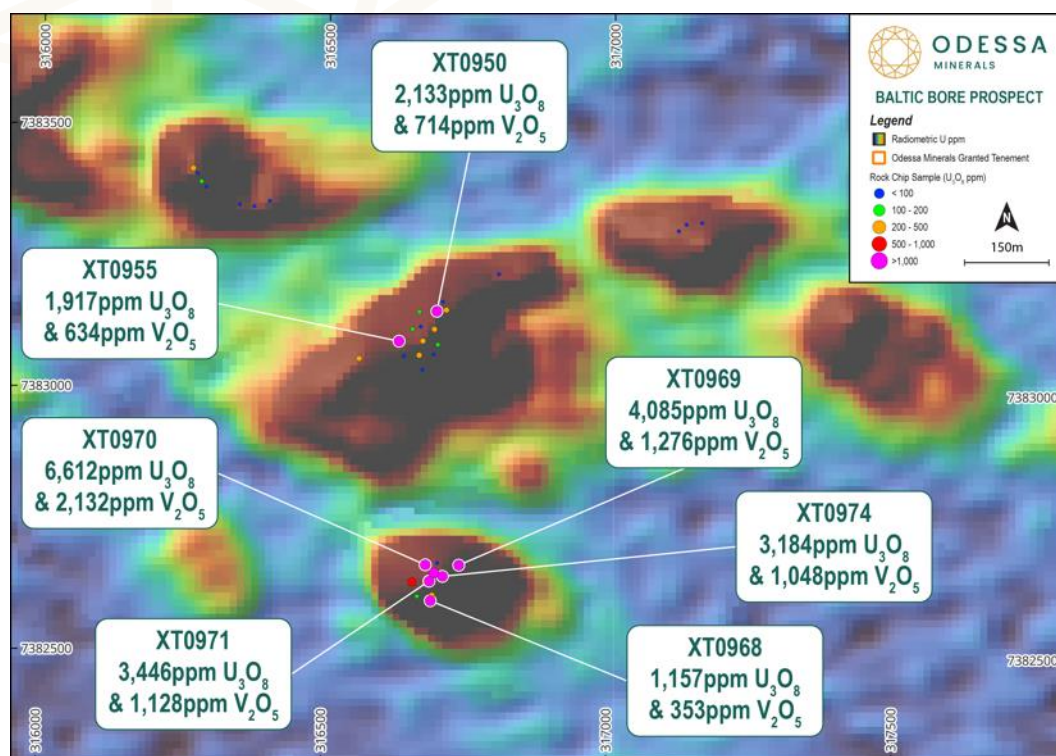 316000
316500
317000
7383500
XT0950
2,133ppm U₃O₈
& 714ppm V₂O₅
ODESSA
MINERALS
BALTIC BORE PROSPECT
Legend
Radiometric U ppm
Odessa Minerals Granted Tenement
Rock Chip Sample (U₃O₈ ppm)
< 100
100 - 200
200 - 500
500 - 1,000
>1,000
N
150m
XT0955
1,917ppm U₃O₈
& 634ppm V₂O₅
7383000
7383000
XT0969
4,085ppm U₃O₈
& 1,276ppm V₂O₅
XT0970
6,612ppm U₃O₈
& 2,132ppm V₂O₅
XT0974
3,184ppm U₃O₈
& 1,048ppm V₂O₅
XT0971
3,446ppm U₃O₈
& 1,128ppm V₂O₅
XT0968
1,157ppm U₃O₈
& 353ppm V₂O₅
7382500
7382500
316000
316500
317000
317500